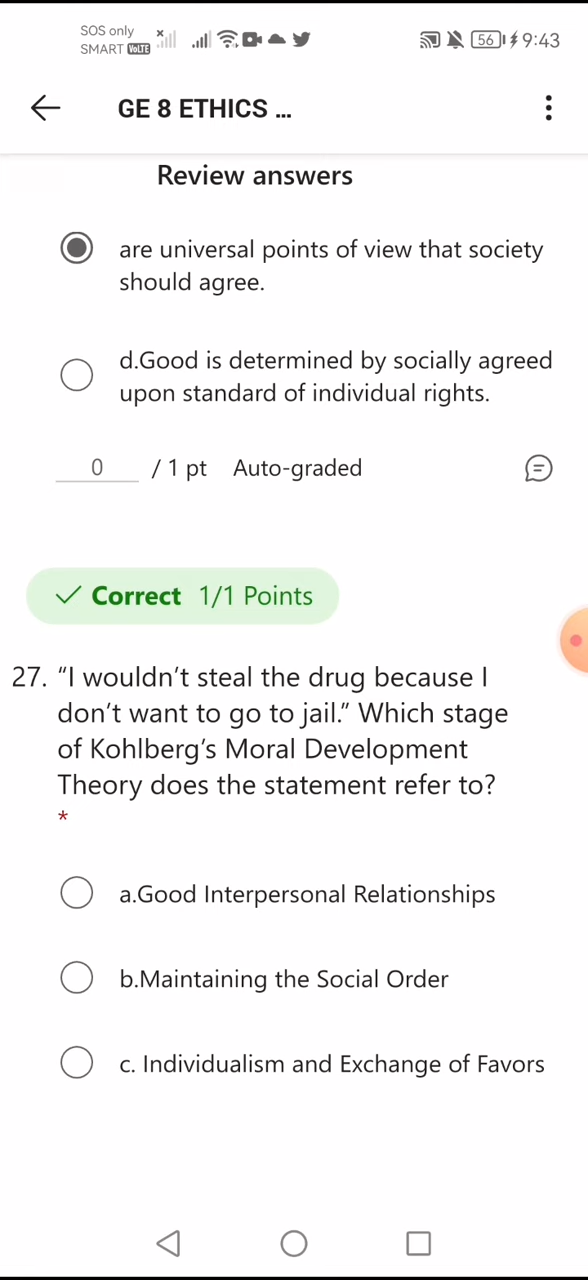 SOS only
SMART VoLTE
56 9:43
GE 8 ETHICS ...
Review answers
are universal points of view that society
should agree.
d.Good is determined by socially agreed
upon standard of individual rights.
0 / 1 pt Auto-graded
Correct 1/1 Points
27. “I wouldn’t steal the drug because I
don’t want to go to jail.” Which stage
of Kohlberg’s Moral Development
Theory does the statement refer to?
*
a.Good Interpersonal Relationships
b.Maintaining the Social Order
c. Individualism and Exchange of Favors